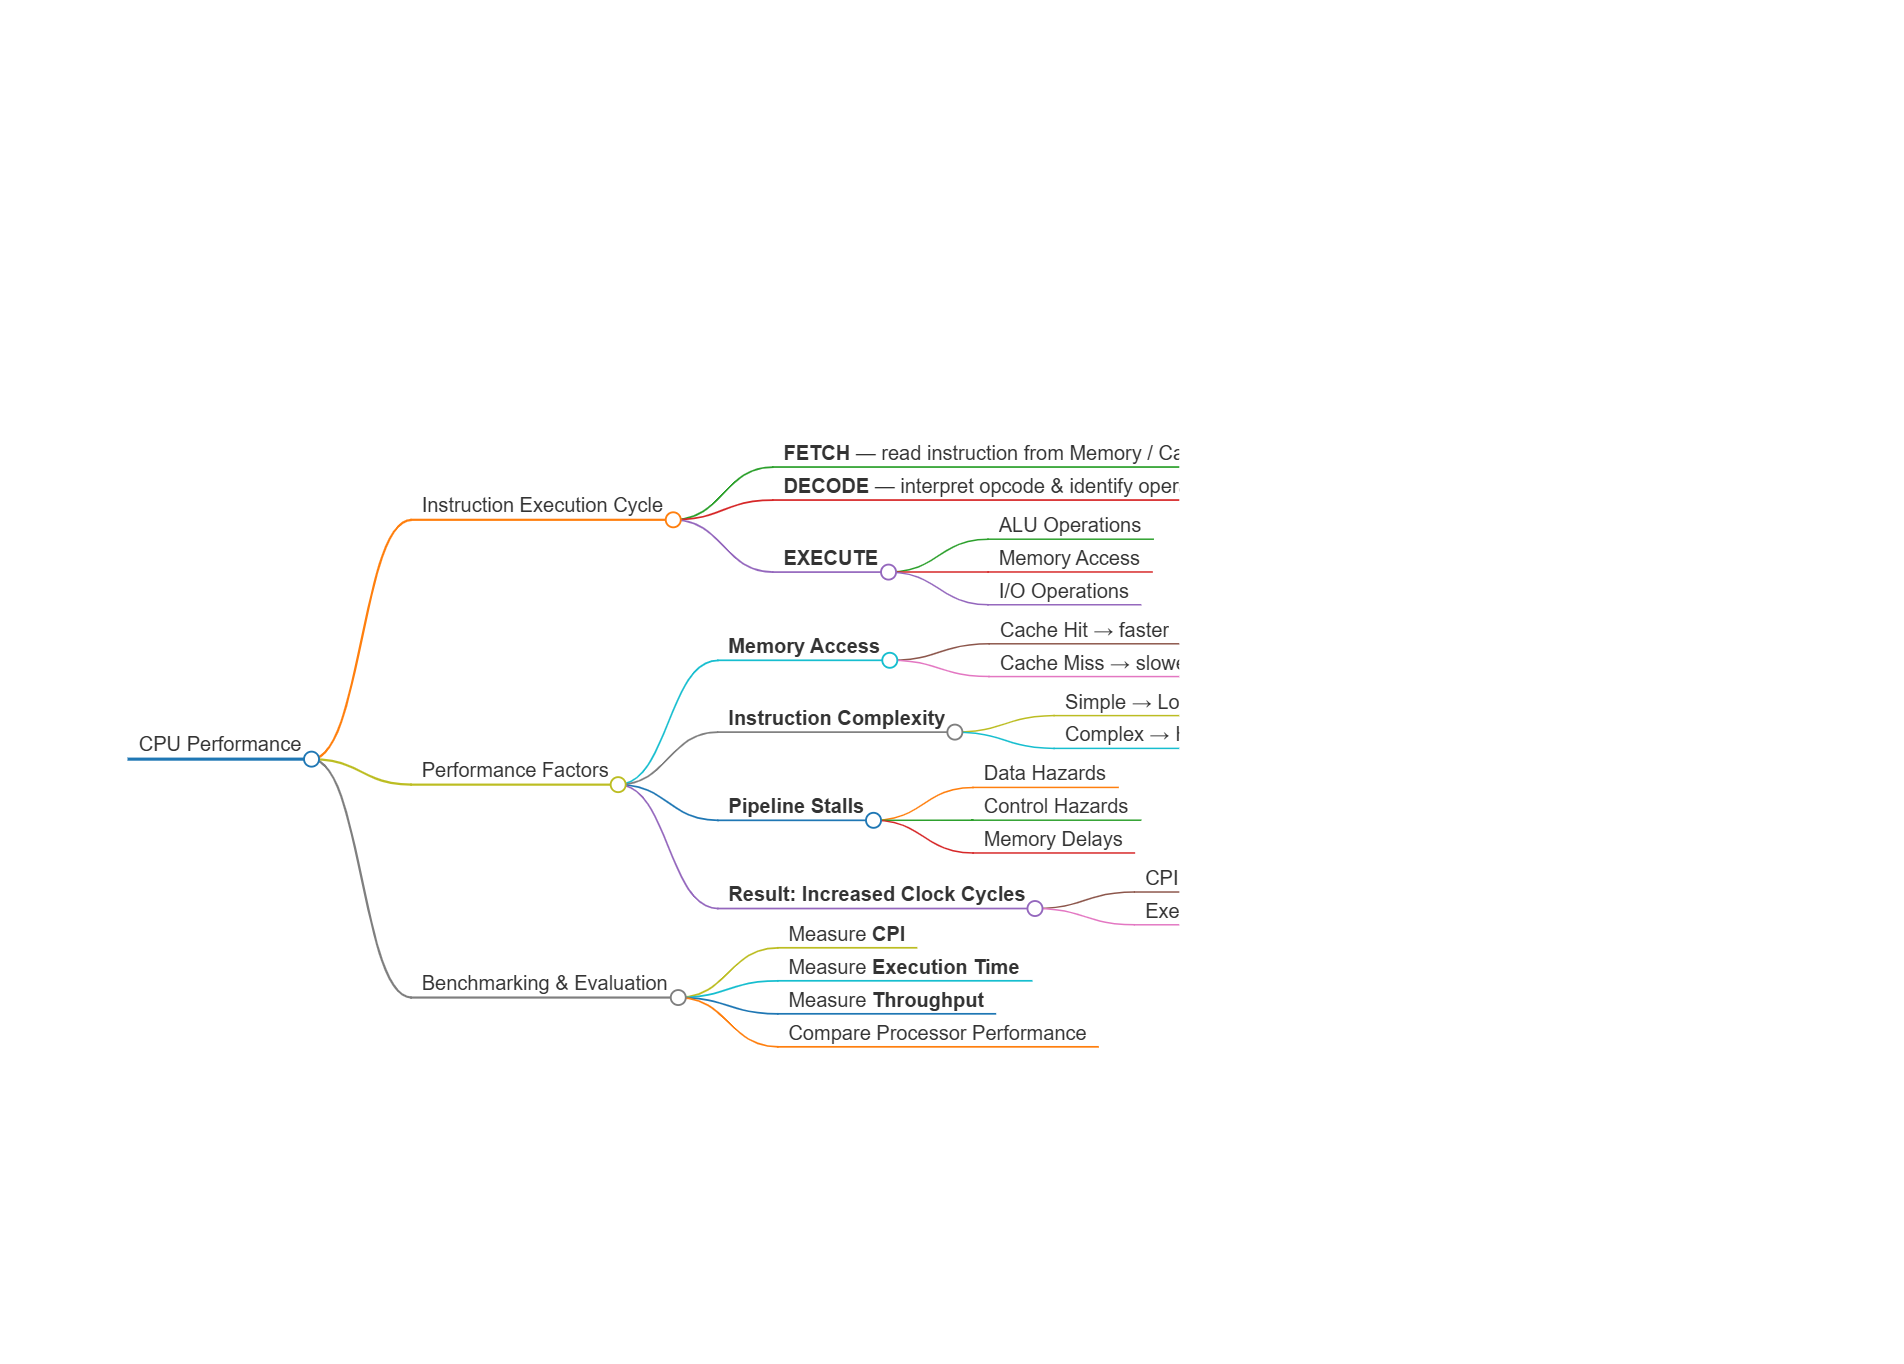 CPU Performance
Instruction Execution Cycle
FETCH — read instruction from Memory /
DECODE — interpret opcode & identify
EXECUTE
ALU Operations
Memory Access
I/O Operations
Performance Factors
Memory Access
Cache Hit → faster
Cache Miss →
Instruction Complexity
Simple →
Complex →
Pipeline Stalls
Data Hazards
Control Hazards
Memory Delays
Result: Increased Clock Cycles
CPI
Benchmarking & Evaluation
Measure CPI
Measure Execution Time
Measure Throughput
Compare Processor Performance